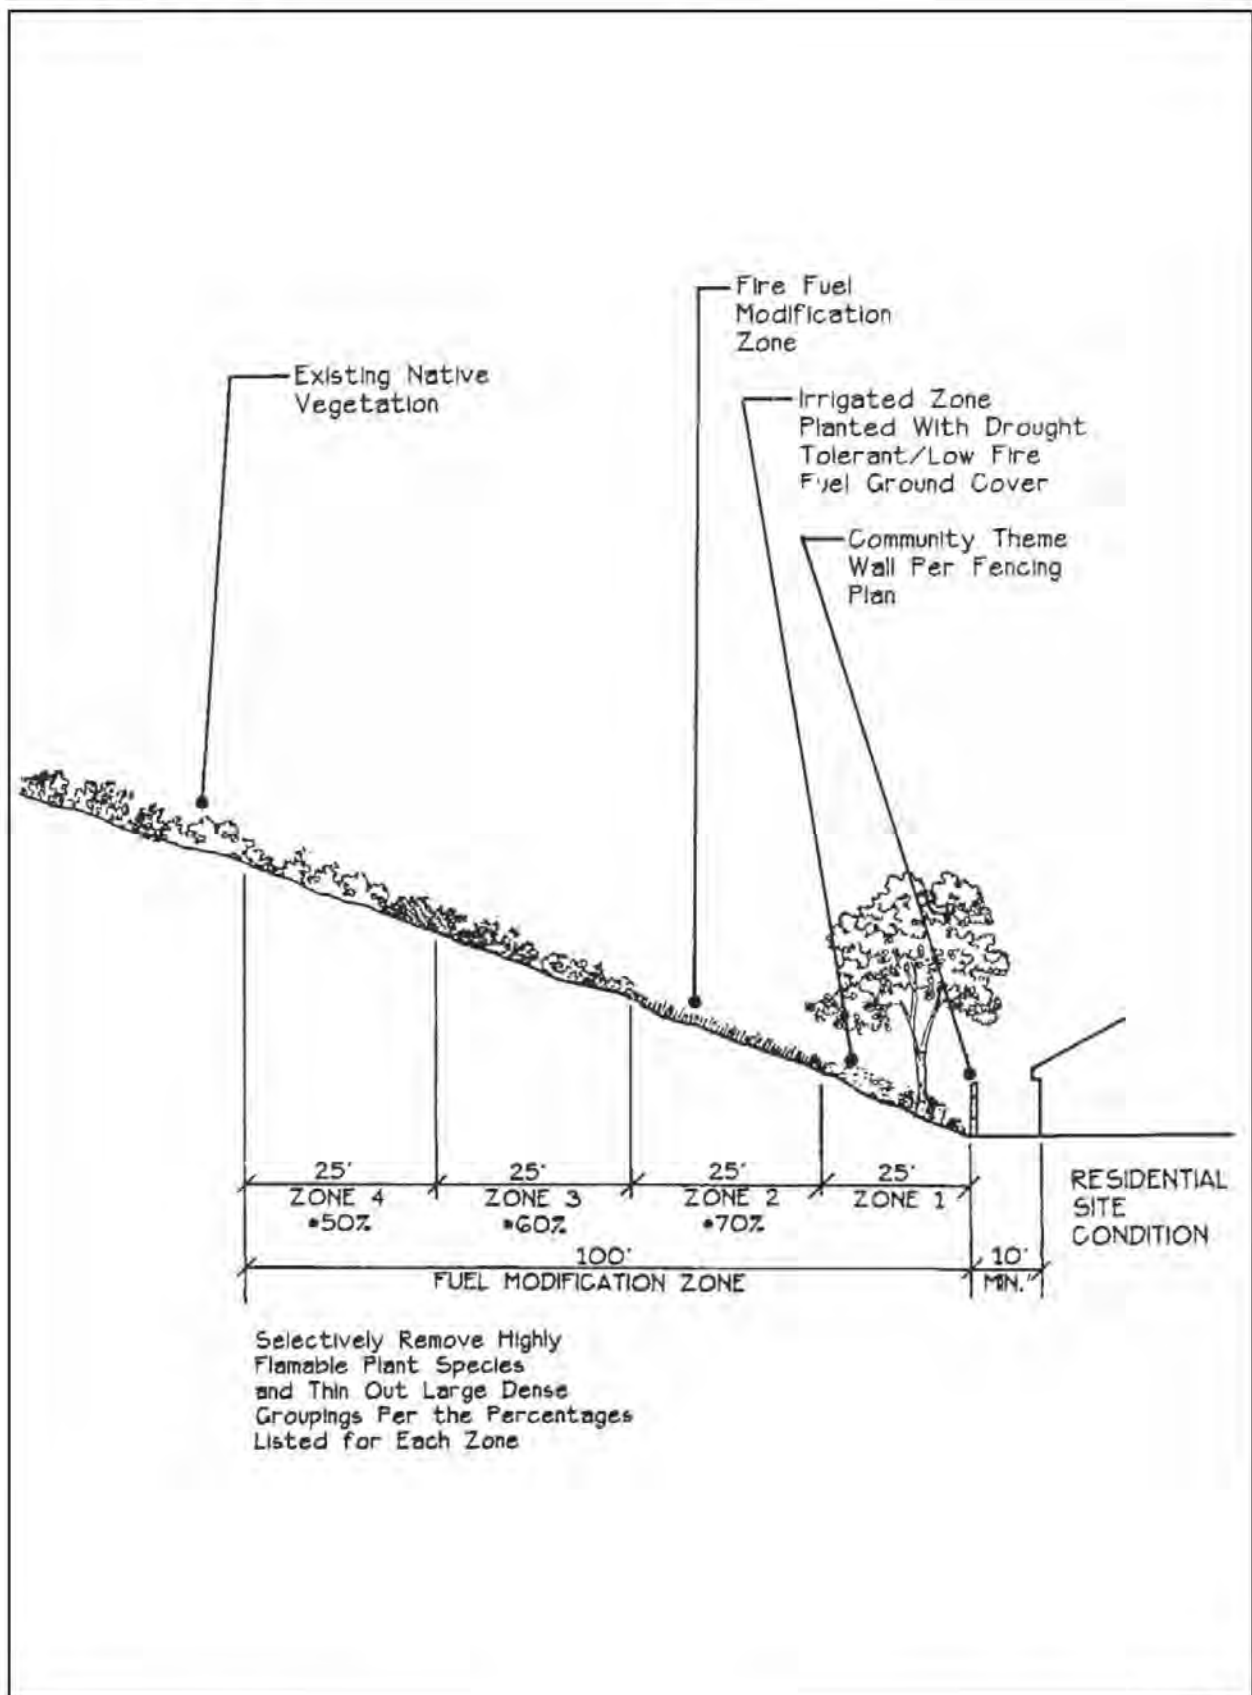 Fire Fuel
Modification
Zone
Existing Native
Vegetation
Irrigated Zone
Planted With Drought
Tolerant/Low Fire
Fuel Ground Cover
Community Theme
Wall Per Fencing
Plan
25' 25' 25' 25'
ZONE 4 ZONE 3 ZONE 2 ZONE 1
*50% *60% *70%
RESIDENTIAL
SITE
CONDITION
100' 10'
FUEL MODIFICATION ZONE MIN.
Selectively Remove Highly
Flamable Plant Species
and Thin Out Large Dense
Groupings Per the Percentages
Listed for Each Zone